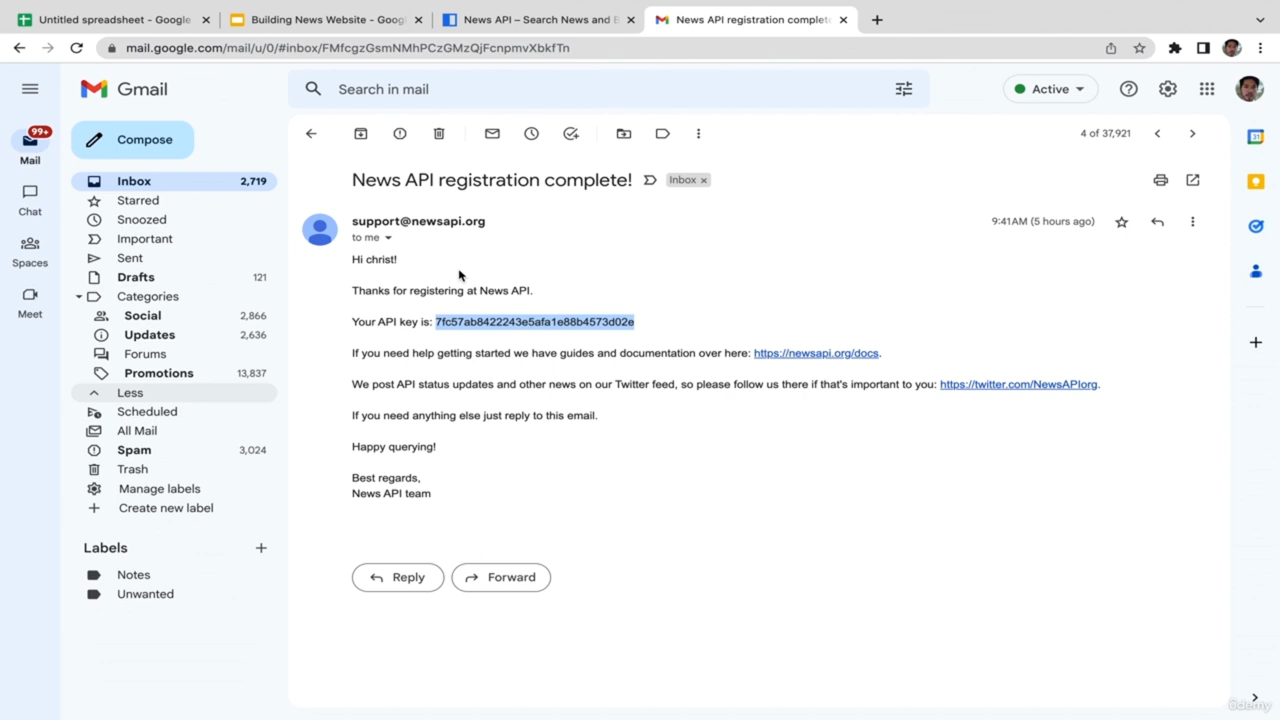 Untitled spreadsheet - Google
Building News Website - Googl
News API – Search News and B
News API registration complete
mail.google.com/mail/u/0/#inbox/FMfcgzGsmNMhPCzGMzQjFcnpmvXbkfTn
Gmail
Search in mail
Active
99+
Mail
Chat
Spaces
Meet
Compose
Inbox 2,719
Starred
Snoozed
Important
Sent
Drafts 121
Categories
Social 2,866
Updates 2,636
Forums
Promotions 13,837
Less
Scheduled
All Mail
Spam 3,024
Trash
Manage labels
Create new label
Labels
Notes
Unwanted
4 of 37,921
News API registration complete! Inbox x
support@newsapi.org 9:41AM (5 hours ago)
to me
Hi christ!
Thanks for registering at News API.
Your API key is: 7fc57ab8422243e5afa1e88b4573d02e
If you need help getting started we have guides and documentation over here: https://newsapi.org/docs.
We post API status updates and other news on our Twitter feed, so please follow us there if that's important to you: https://twitter.com/NewsAPIorg.
If you need anything else just reply to this email.
Happy querying!
Best regards,
News API team
Reply
Forward
31
ûdemy